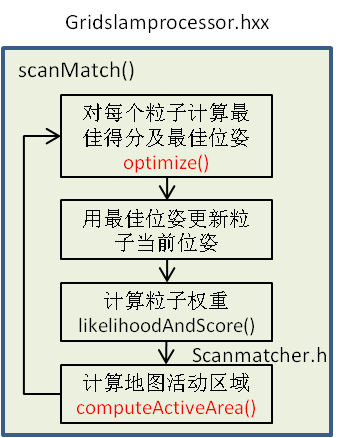 Gridslamprocessor.hxx
scanMatch()
对每个粒子计算最
佳得分及最佳位姿
optimize()
用最佳位姿更新粒
子当前位姿
计算粒子权重
likelihoodAndScore()
Scanmatcher.h
计算地图活动区域
computeActiveArea()